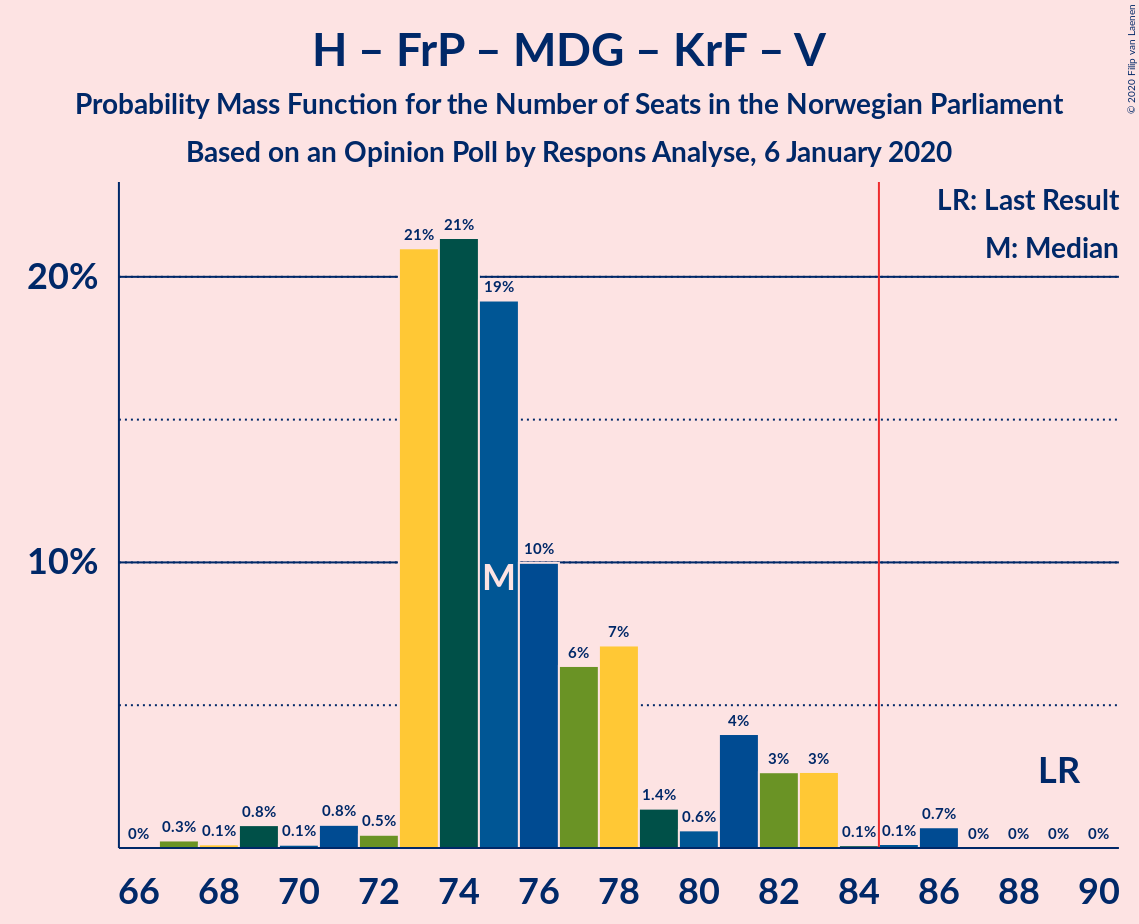 H – FrP – MDG – KrF – V
Probability Mass Function for the Number of Seats in the Norwegian Parliament
Based on an Opinion Poll by Respons Analyse, 6 January 2020
© 2020 Filip van Laenen
LR: Last Result
M: Median
20%
10%
0% 0.3% 0.1% 0.8% 0.1% 0.8% 0.5% 21% 21% 19% 10% 6% 7% 1.4% 0.6% 4% 3% 3% 0.1% 0.1% 0.7% 0% 0% 0% 0%
M
LR
66 68 70 72 74 76 78 80 82 84 86 88 90